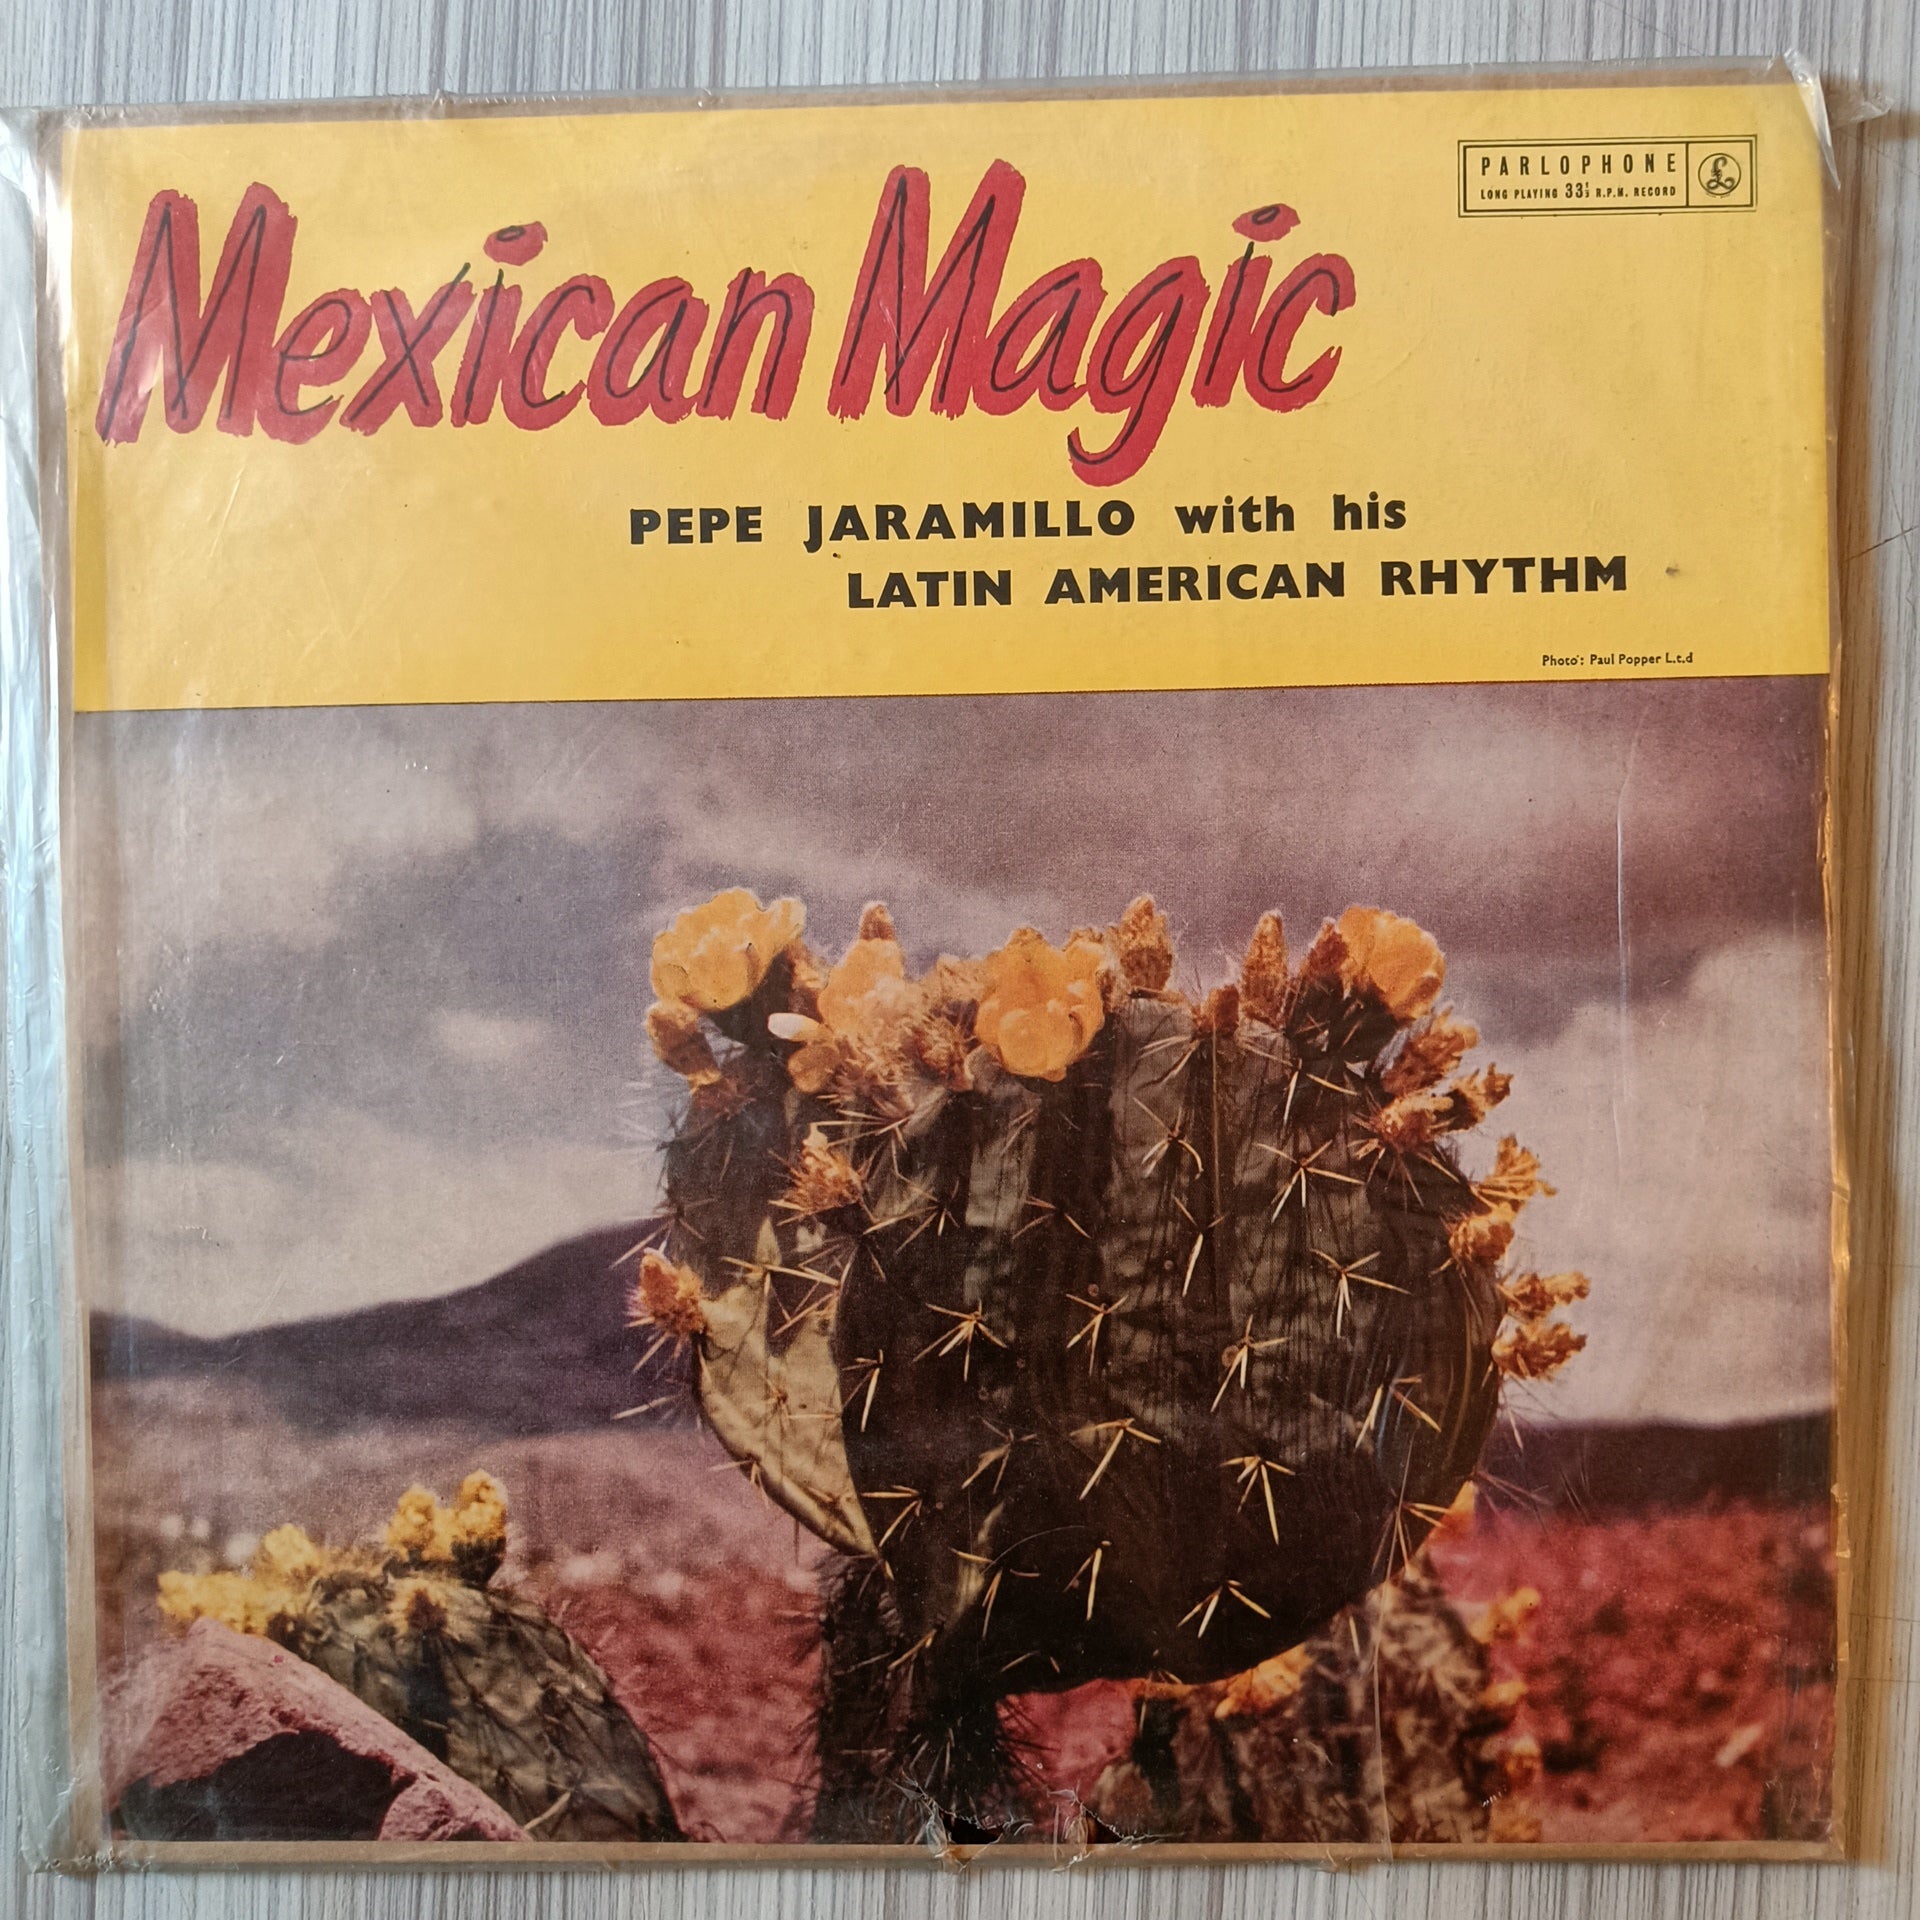 PARLOPHONE
LONG PLAYING 33⅓ R.P.M. RECORD
£
Mexican Magic
PEPE JARAMILLO with his
LATIN AMERICAN RHYTHM
Photo: Paul Popper L.t.d